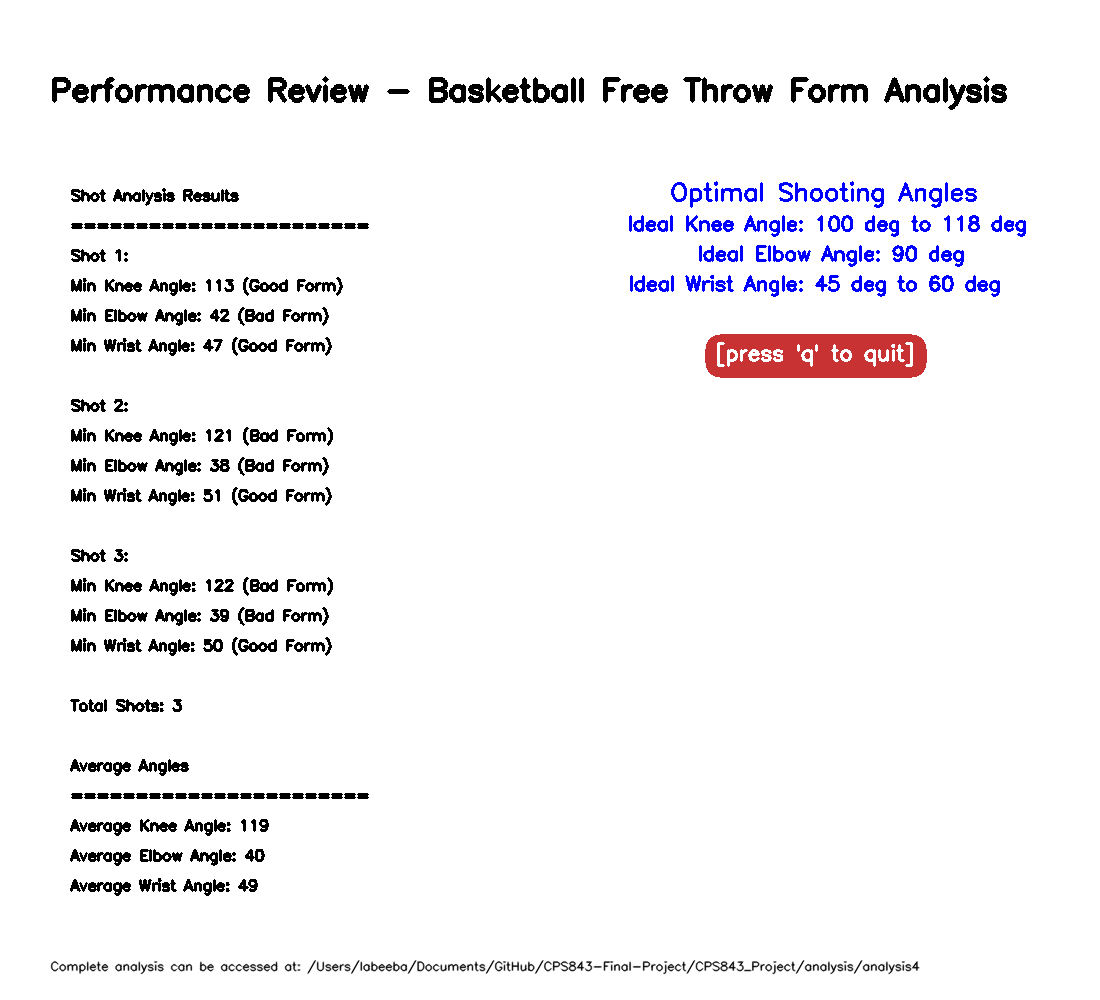 Performance Review - Basketball Free Throw Form Analysis
Shot Analysis Results
=======================
Shot 1:
Min Knee Angle: 113 (Good Form)
Min Elbow Angle: 42 (Bad Form)
Min Wrist Angle: 47 (Good Form)
Shot 2:
Min Knee Angle: 121 (Bad Form)
Min Elbow Angle: 38 (Bad Form)
Min Wrist Angle: 51 (Good Form)
Shot 3:
Min Knee Angle: 122 (Bad Form)
Min Elbow Angle: 39 (Bad Form)
Min Wrist Angle: 50 (Good Form)
Total Shots: 3
Average Angles
=======================
Average Knee Angle: 119
Average Elbow Angle: 40
Average Wrist Angle: 49
Optimal Shooting Angles
Ideal Knee Angle: 100 deg to 118 deg
Ideal Elbow Angle: 90 deg
Ideal Wrist Angle: 45 deg to 60 deg
[press 'q' to quit]
Complete analysis can be accessed at: /Users/labeeba/Documents/GitHub/CPS843-Final-Project/CPS843_Project/analysis/analysis4